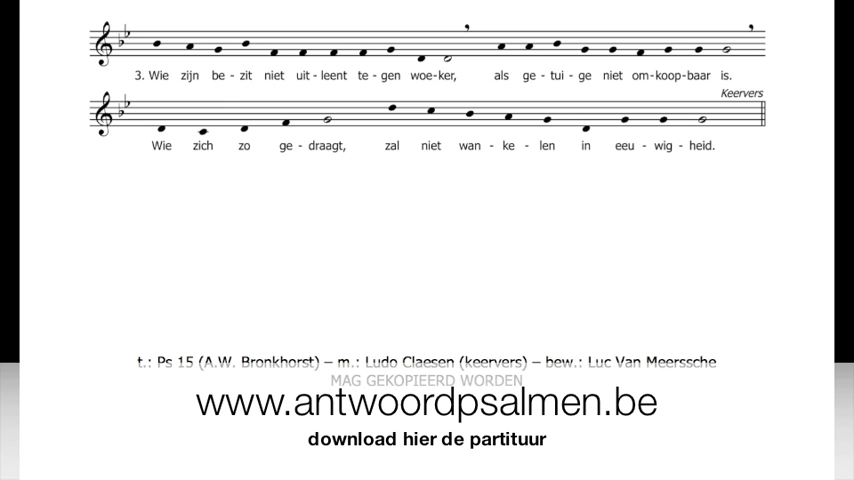 3. Wie zijn be - zit niet uit - leent te - gen woe - ker, als ge - tui - ge niet om - koop - baar is.
Keervers
Wie zich zo ge - draagt, zal niet wan - ke - len in eeu - wig - heid.
t.: Ps 15 (A.W. Bronkhorst) – m.: Ludo Claesen (keervers) – bew.: Luc Van Meerssche
MAG GEKOPIEERD WORDEN
www.antwoordpsalmen.be
download hier de partituur